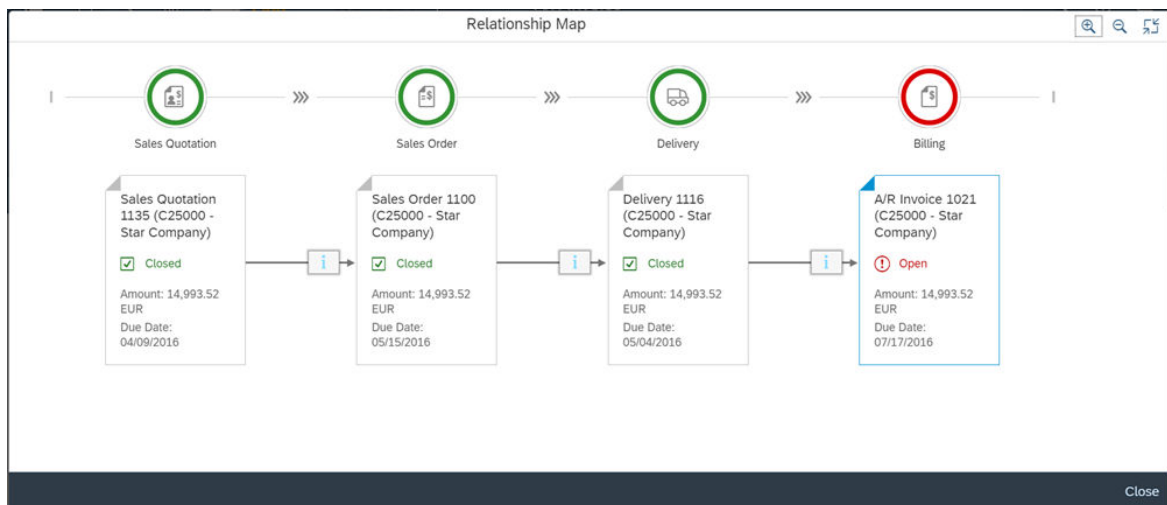 Relationship Map
Sales Quotation
Sales Order
Delivery
Billing
Sales Quotation
1135 (C25000 -
Star Company)
Closed
Amount: 14,993.52
EUR
Due Date:
04/09/2016
i
Sales Order 1100
(C25000 - Star
Company)
Closed
Amount: 14,993.52
EUR
Due Date:
05/15/2016
i
Delivery 1116
(C25000 - Star
Company)
Closed
Amount: 14,993.52
EUR
Due Date:
05/04/2016
i
A/R Invoice 1021
(C25000 - Star
Company)
Open
Amount: 14,993.52
EUR
Due Date:
07/17/2016
Close